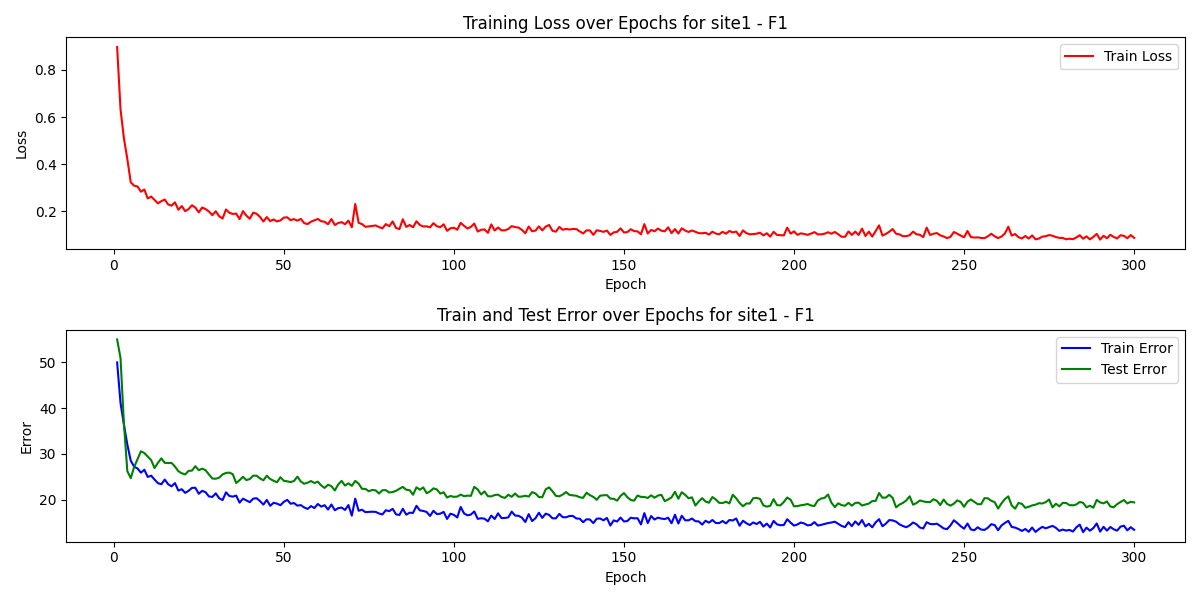 Training Loss over Epochs for site1 - F1
Loss
0.8
0.6
0.4
0.2
Train Loss
0 50 100 150 200 250 300
Epoch
Train and Test Error over Epochs for site1 - F1
Error
50
40
30
20
Train Error
Test Error
0 50 100 150 200 250 300
Epoch